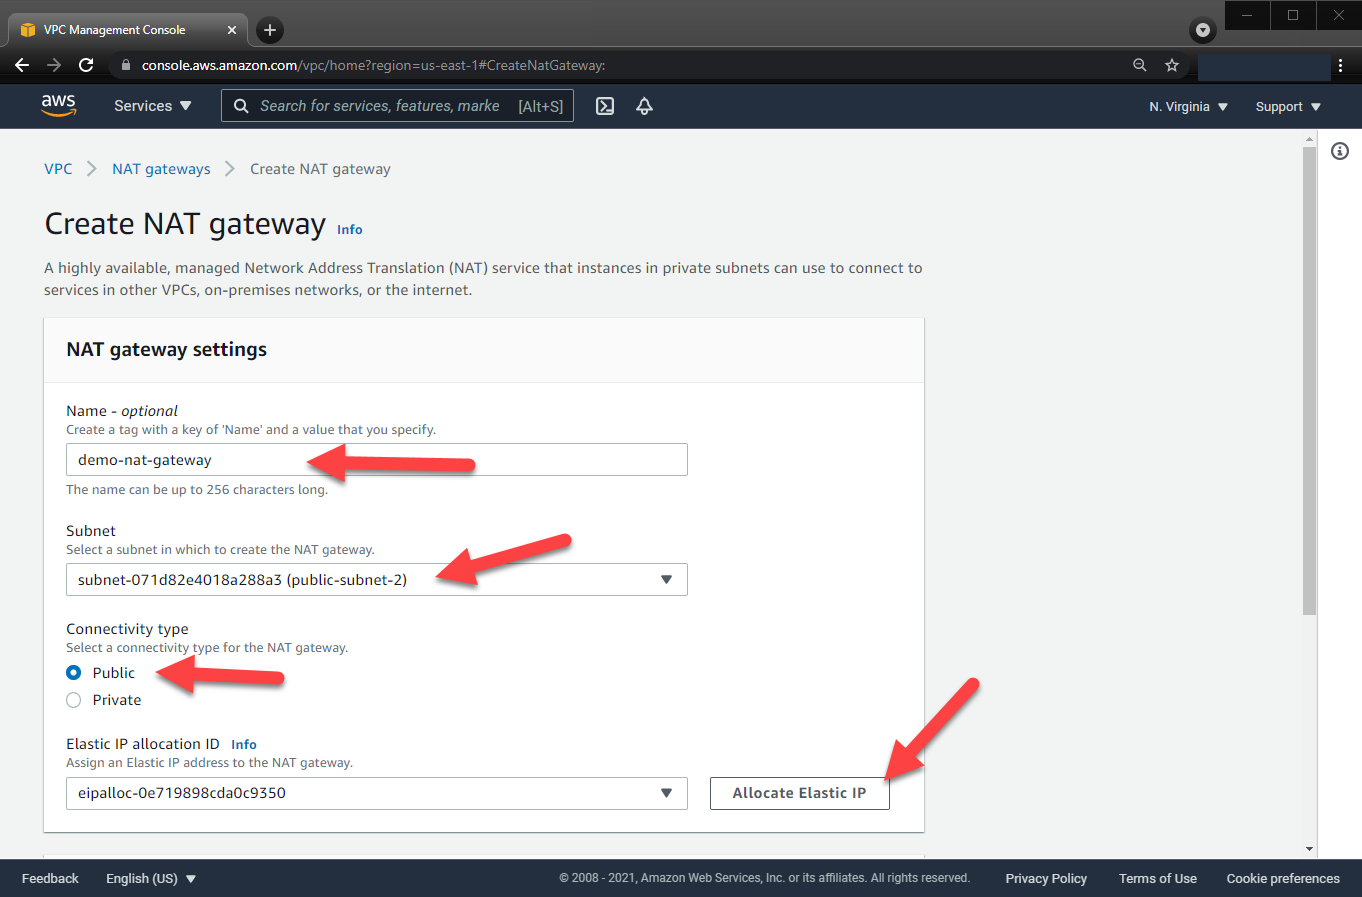 VPC Management Console
console.aws.amazon.com/vpc/home?region=us-east-1#CreateNatGateway:
aws
Services
Search for services, features, marke [Alt+S]
N. Virginia
Support
VPC
NAT gateways
Create NAT gateway
Create NAT gateway Info
A highly available, managed Network Address Translation (NAT) service that instances in private subnets can use to connect to
services in other VPCs, on-premises networks, or the internet.
NAT gateway settings
Name - optional
Create a tag with a key of 'Name' and a value that you specify.
demo-nat-gateway
The name can be up to 256 characters long.
Subnet
Select a subnet in which to create the NAT gateway.
subnet-071d82e4018a288a3 (public-subnet-2)
Connectivity type
Select a connectivity type for the NAT gateway.
Public
Private
Elastic IP allocation ID Info
Assign an Elastic IP address to the NAT gateway.
eipalloc-0e719898cda0c9350
Allocate Elastic IP
Feedback
English (US)
© 2008 - 2021, Amazon Web Services, Inc. or its affiliates. All rights reserved.
Privacy Policy
Terms of Use
Cookie preferences